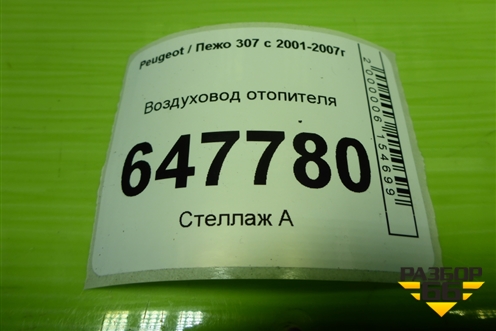 Peugeot / Пежо 307 с 2001-2007г
Воздуховод отопителя
647780
Стеллаж А
2000006154699
РАЗБОР